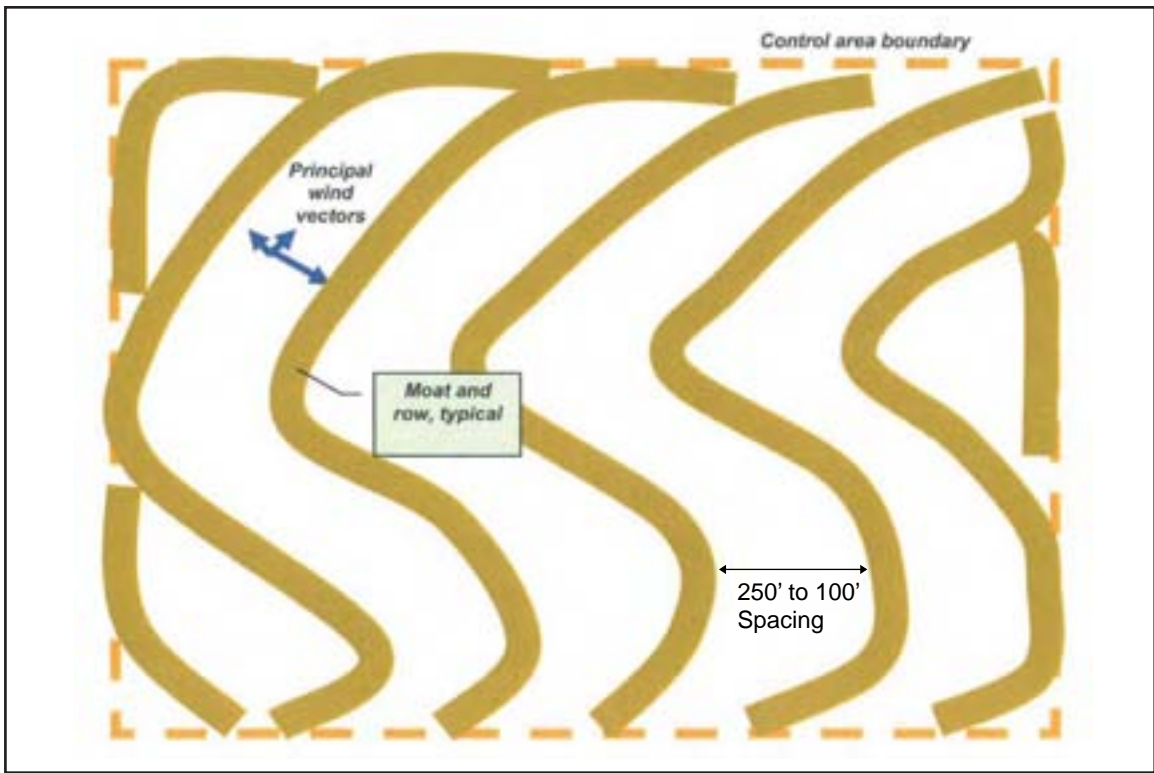 Control area boundary
Principal
wind
vectors
Moat and
row, typical
250’ to 100’
Spacing